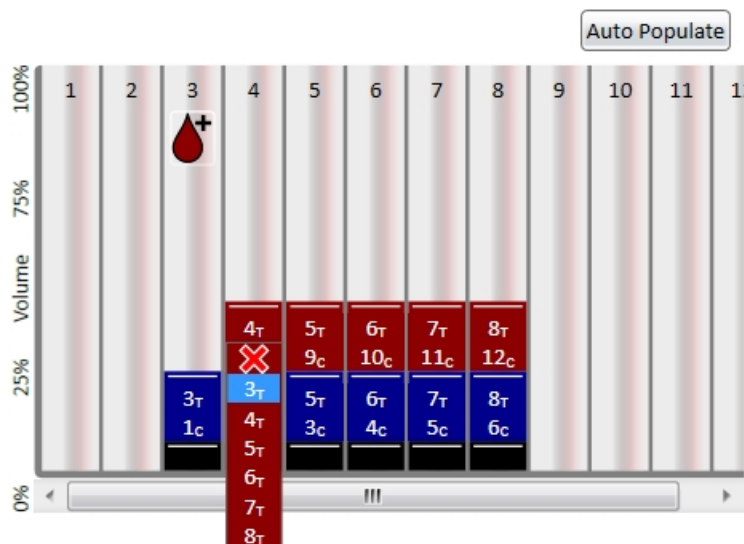 Auto Populate
100%
75%
Volume
25%
0%
1 2 3 4 5 6 7 8 9 10 11
+
4T 5T 6T 7T 8T
9C 10C 11C 12C
3T 3T 5T 6T 7T 8T
1C 4T 3C 4C 5C 6C
5T
6T
7T
8T